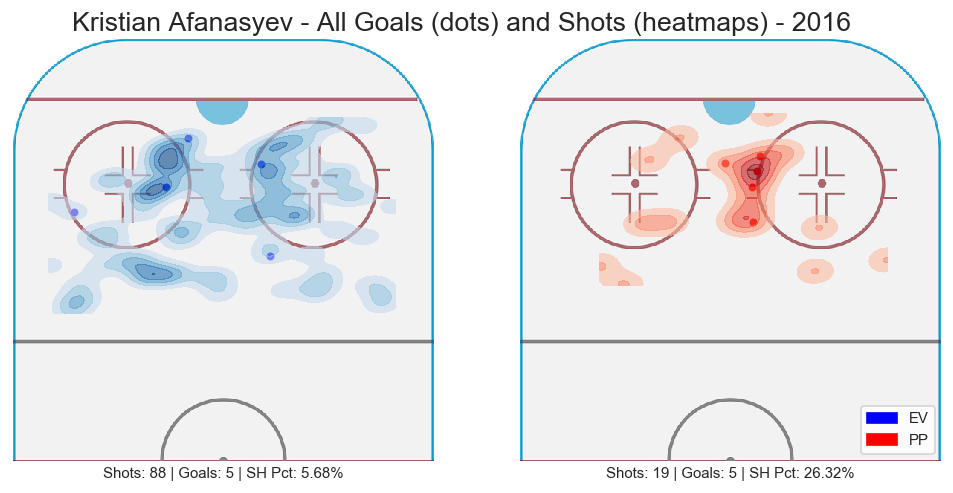 Kristian Afanasyev - All Goals (dots) and Shots (heatmaps) - 2016
EV
PP
Shots: 88 | Goals: 5 | SH Pct: 5.68%
Shots: 19 | Goals: 5 | SH Pct: 26.32%